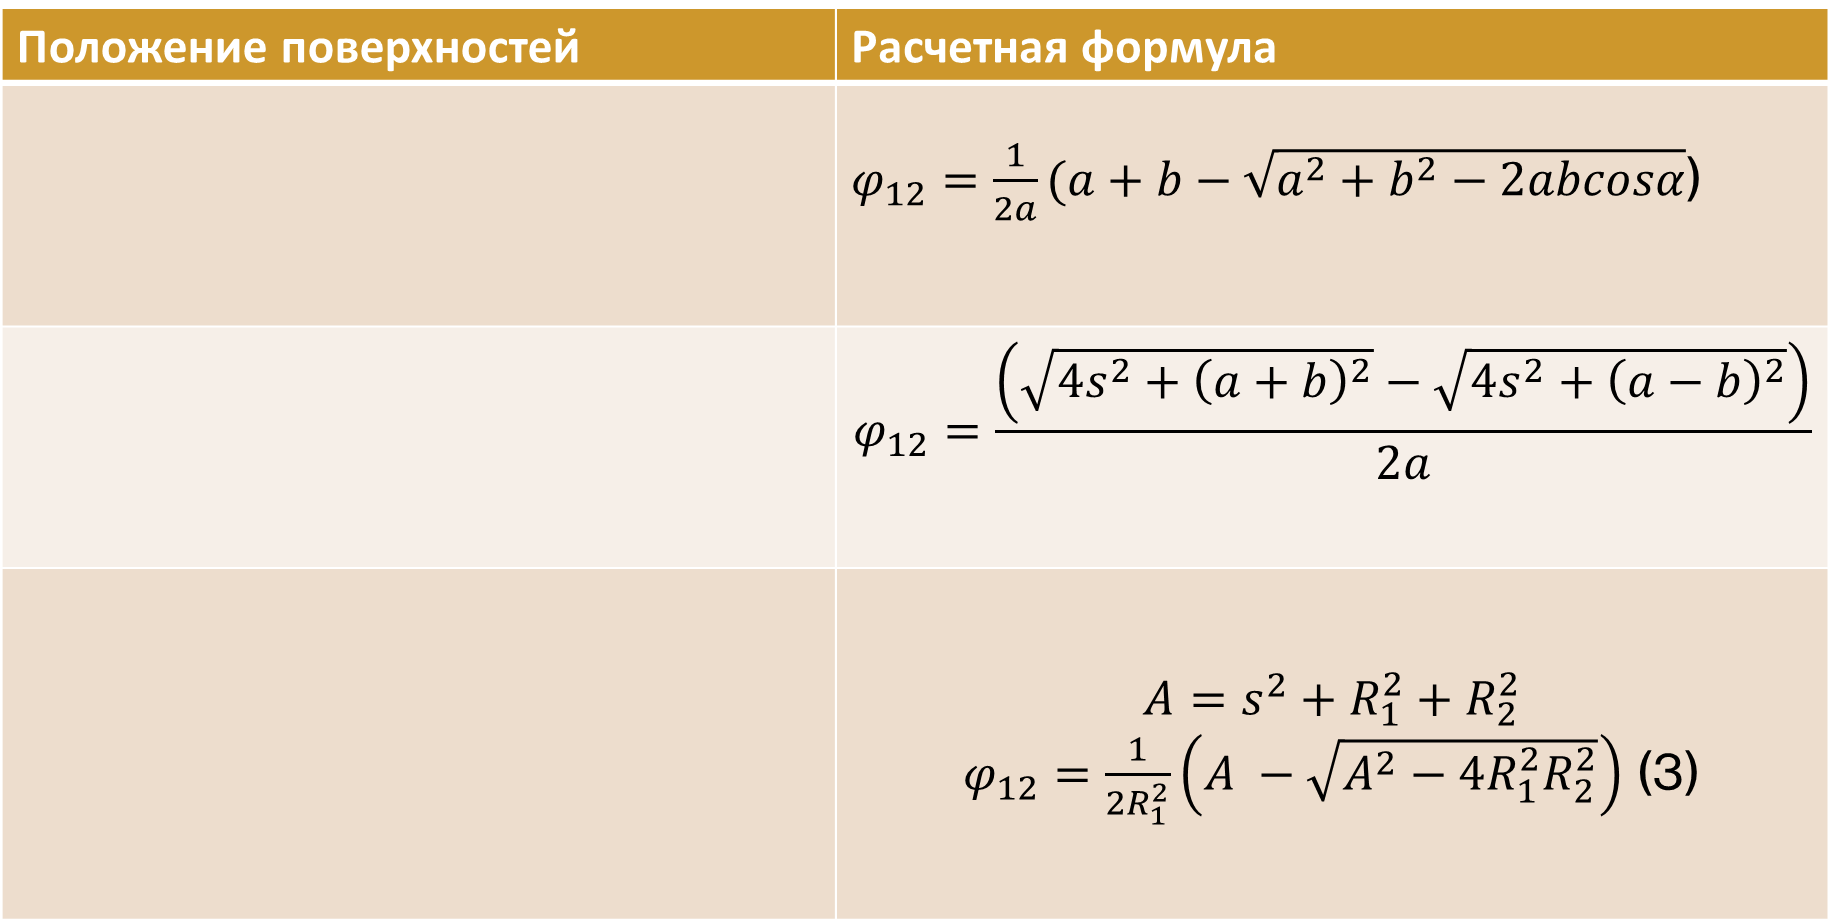 Положение поверхностей
Расчетная формула
φ₁₂ = 1/2a (a + b − √(a² + b² − 2abcosα))
φ₁₂ = (√(4s² + (a + b)²) − √(4s² + (a − b)²)) / 2a
A = s² + R₁² + R₂²
φ₁₂ = 1/2R₁² (A − √(A² − 4R₁²R₂²)) (3)